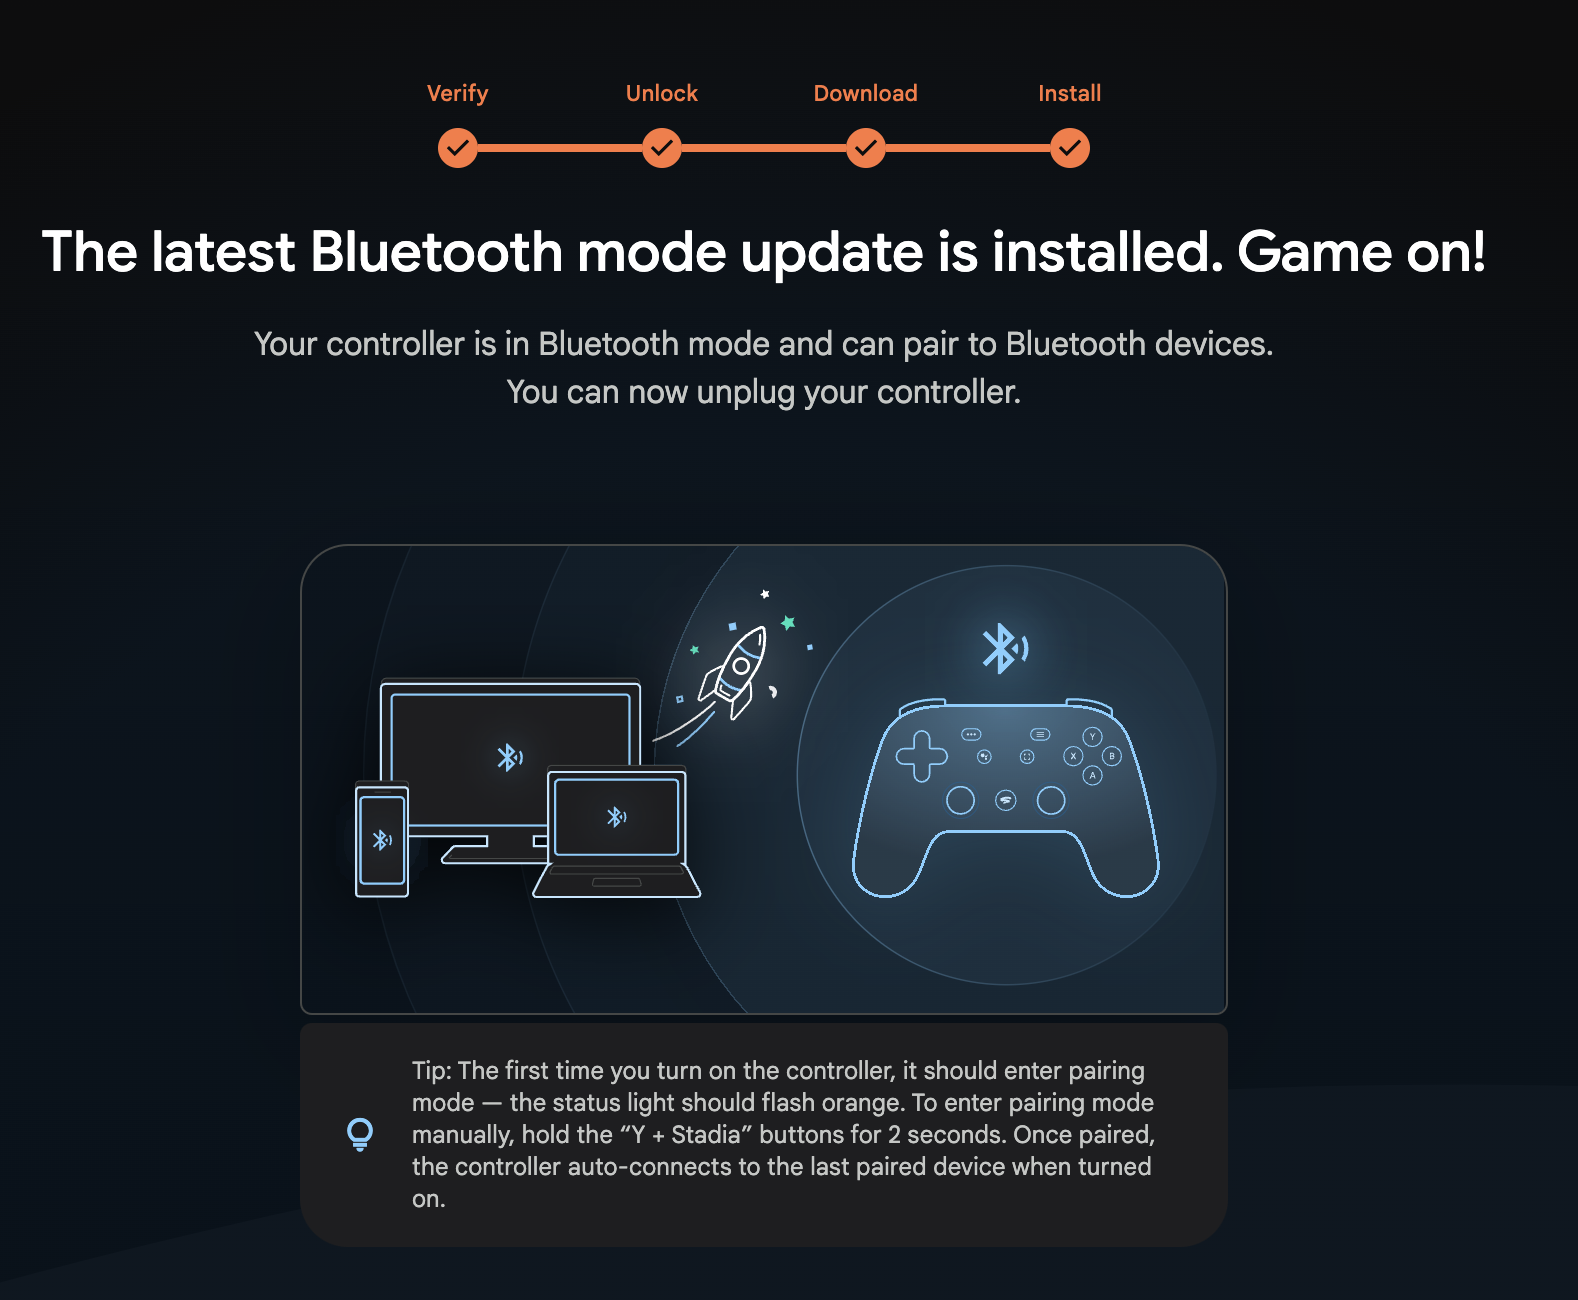 Verify
Unlock
Download
Install
The latest Bluetooth mode update is installed. Game on!
Your controller is in Bluetooth mode and can pair to Bluetooth devices.
You can now unplug your controller.
Y
X
B
A
Tip: The first time you turn on the controller, it should enter pairing
mode — the status light should flash orange. To enter pairing mode
manually, hold the “Y + Stadia” buttons for 2 seconds. Once paired,
the controller auto-connects to the last paired device when turned
on.